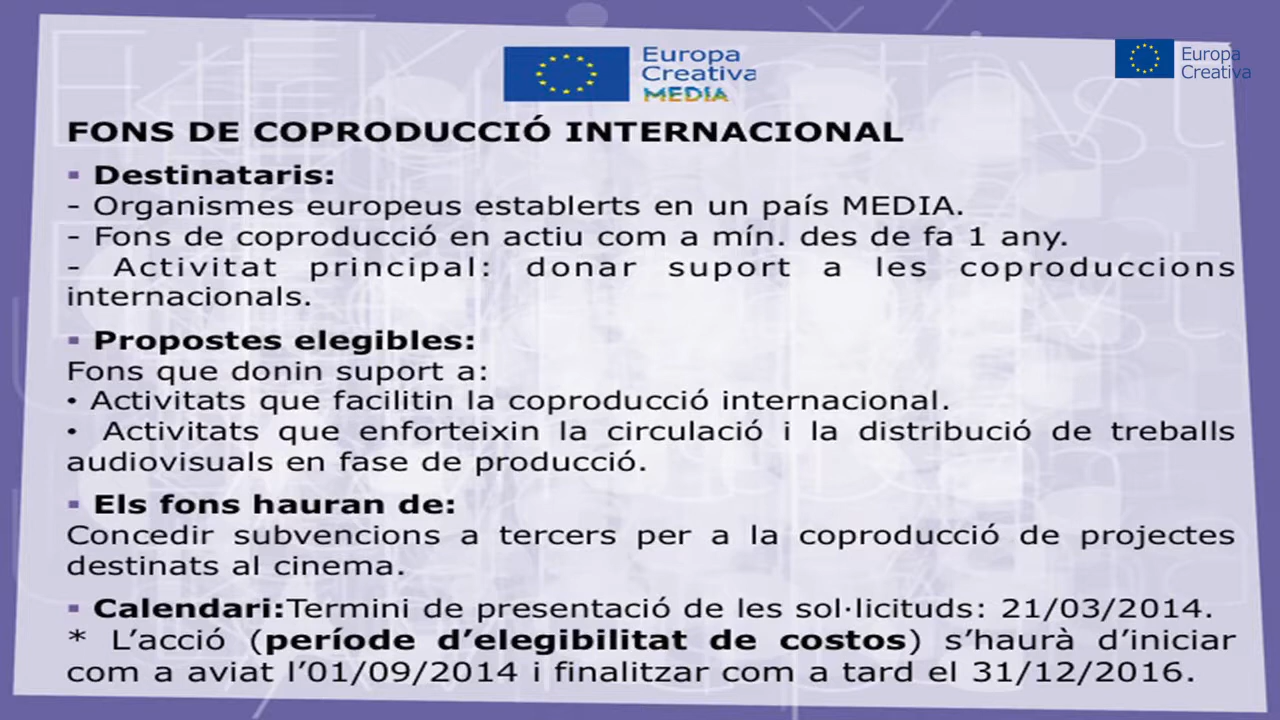 Europa
Creativa
MEDIA
Europa
Creativa
FONS DE COPRODUCCIÓ INTERNACIONAL
▪ Destinataris:
- Organismes europeus establerts en un país MEDIA.
- Fons de coproducció en actiu com a mín. des de fa 1 any.
- Activitat principal: donar suport a les coproduccions
internacionals.
▪ Propostes elegibles:
Fons que donin suport a:
• Activitats que facilitin la coproducció internacional.
• Activitats que enforteixin la circulació i la distribució de treballs
audiovisuals en fase de producció.
▪ Els fons hauran de:
Concedir subvencions a tercers per a la coproducció de projectes
destinats al cinema.
▪ Calendari:Termini de presentació de les sol·licituds: 21/03/2014.
* L’acció (període d’elegibilitat de costos) s’haurà d’iniciar
com a aviat l’01/09/2014 i finalitzar com a tard el 31/12/2016.